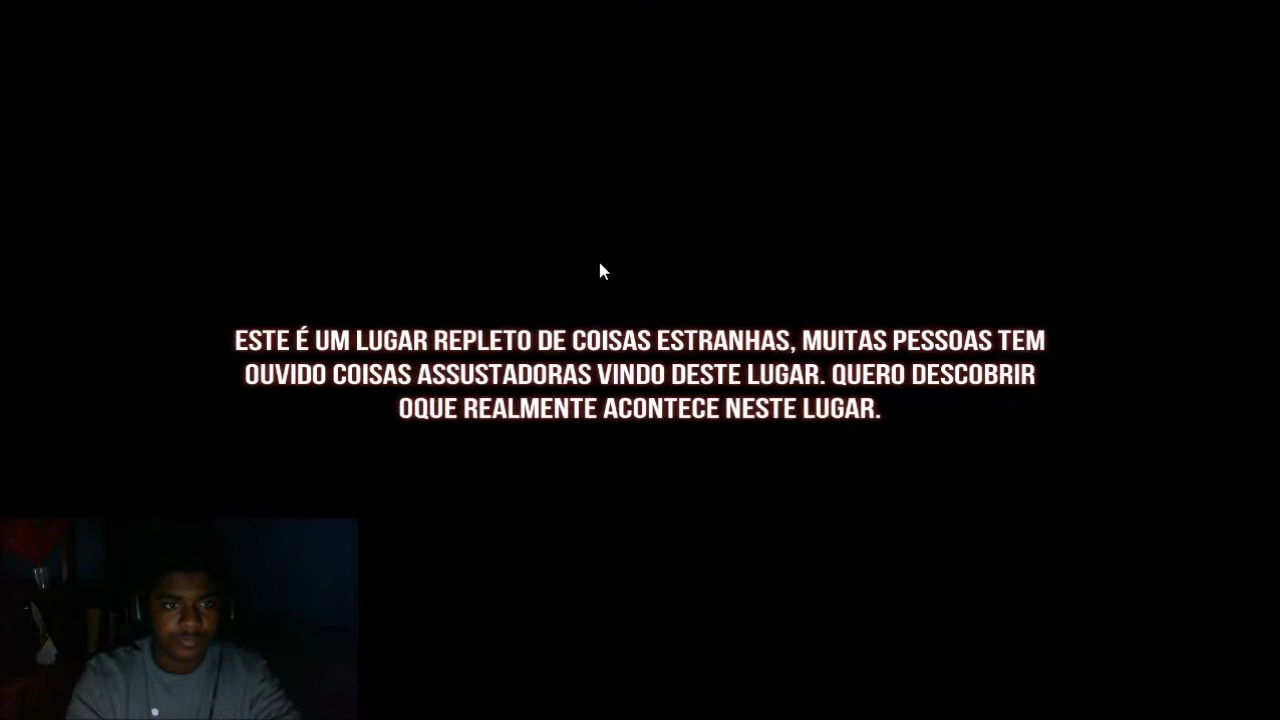 ESTE É UM LUGAR REPLETO DE COISAS ESTRANHAS, MUITAS PESSOAS TEM
OUVIDO COISAS ASSUSTADORAS VINDO DESTE LUGAR. QUERO DESCOBRIR
OQUE REALMENTE ACONTECE NESTE LUGAR.